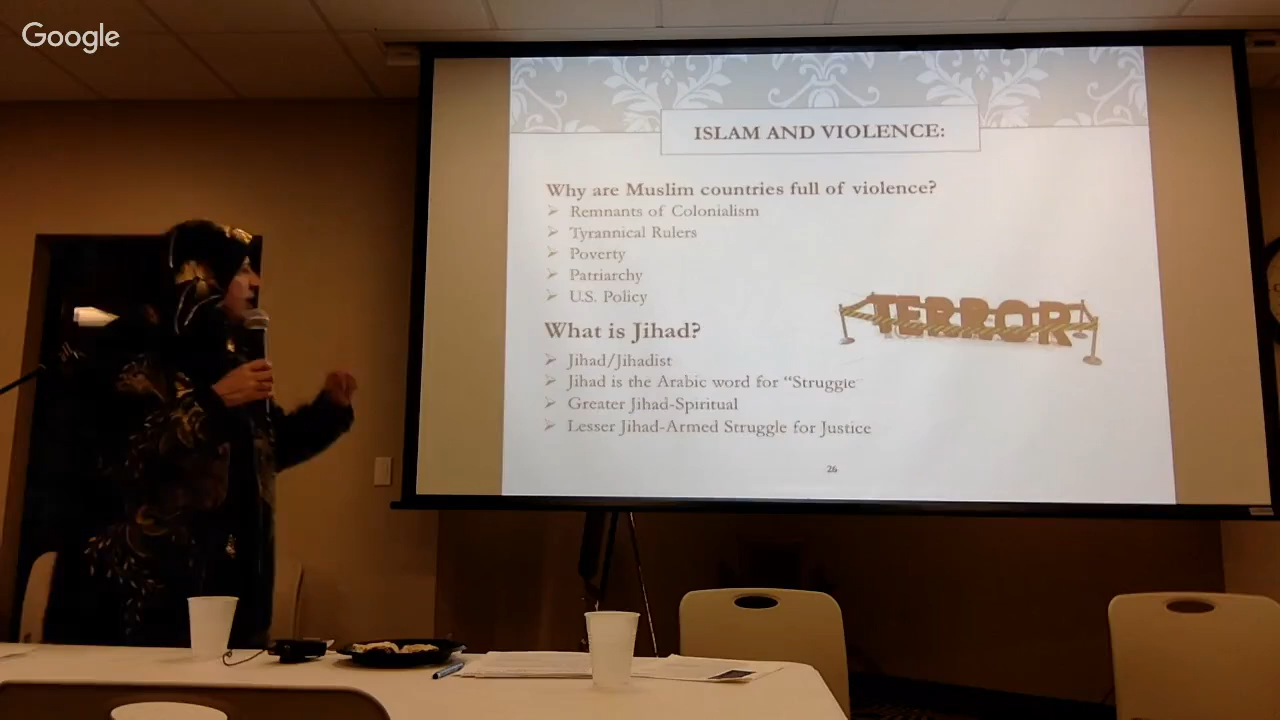 Google
ISLAM AND VIOLENCE:
Why are Muslim countries full of violence?
➢ Remnants of Colonialism
➢ Tyrannical Rulers
➢ Poverty
➢ Patriarchy
➢ U.S. Policy
TERROR
What is Jihad?
➢ Jihad/Jihadist
➢ Jihad is the Arabic word for “Struggle
➢ Greater Jihad-Spiritual
➢ Lesser Jihad-Armed Struggle for Justice
26